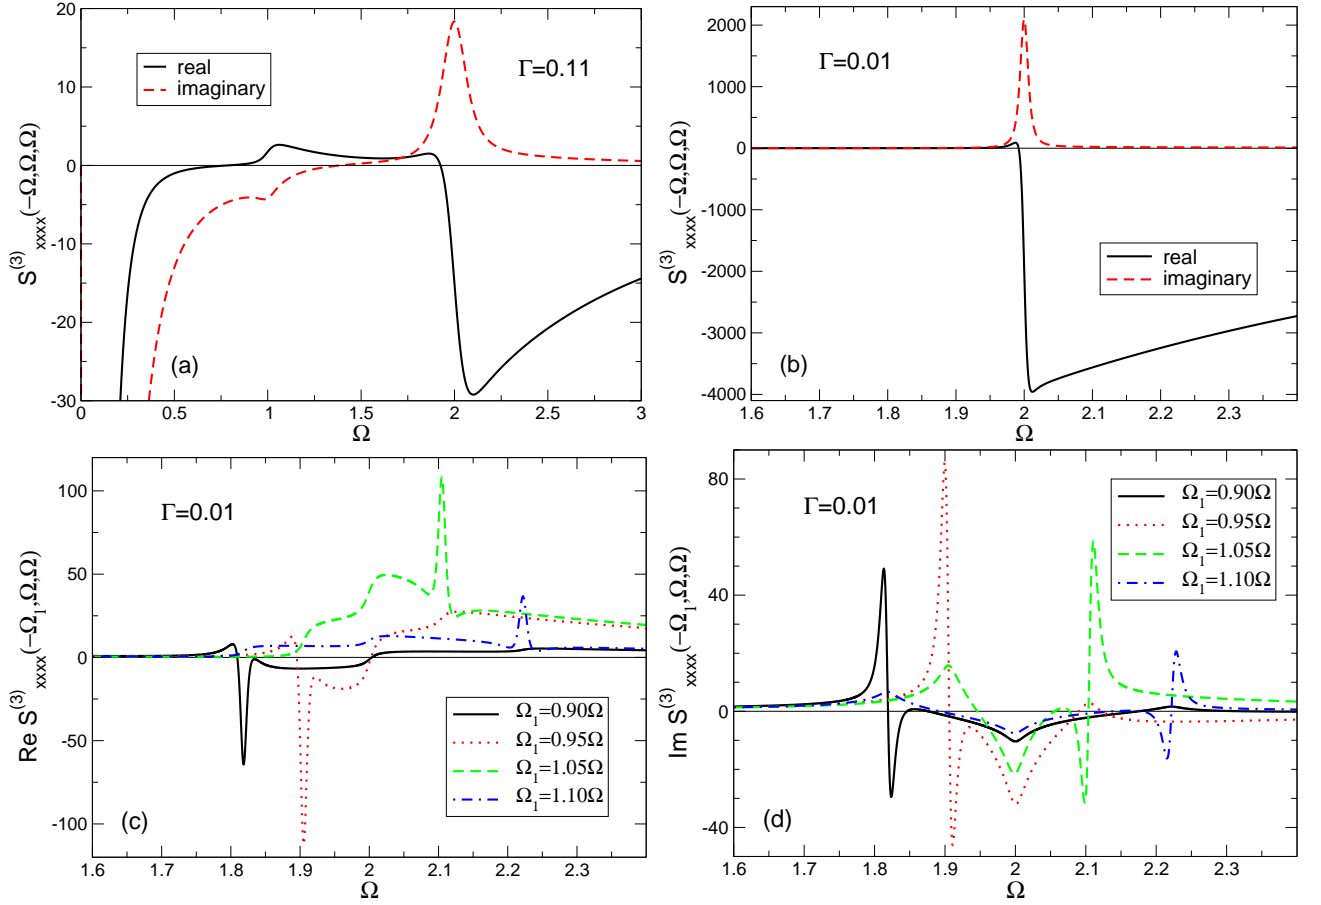 20
10
0
-10
-20
-30
0
0.5
1
1.5
2
2.5
3
Ω
S(3)xxxx(−Ω,Ω,Ω)
real
imaginary
Γ=0.11
(a)
2000
1000
0
-1000
-2000
-3000
-4000
1.6
1.7
1.8
1.9
2
2.1
2.2
2.3
Ω
S(3)xxxx(−Ω,Ω,Ω)
Γ=0.01
real
imaginary
(b)
100
50
0
-50
-100
1.6
1.7
1.8
1.9
2
2.1
2.2
2.3
Ω
Re S(3)xxxx(−Ω1,Ω,Ω)
Γ=0.01
Ω1=0.90Ω
Ω1=0.95Ω
Ω1=1.05Ω
Ω1=1.10Ω
(c)
80
40
0
-40
1.6
1.7
1.8
1.9
2
2.1
2.2
2.3
Ω
Im S(3)xxxx(−Ω1,Ω,Ω)
Γ=0.01
Ω1=0.90Ω
Ω1=0.95Ω
Ω1=1.05Ω
Ω1=1.10Ω
(d)